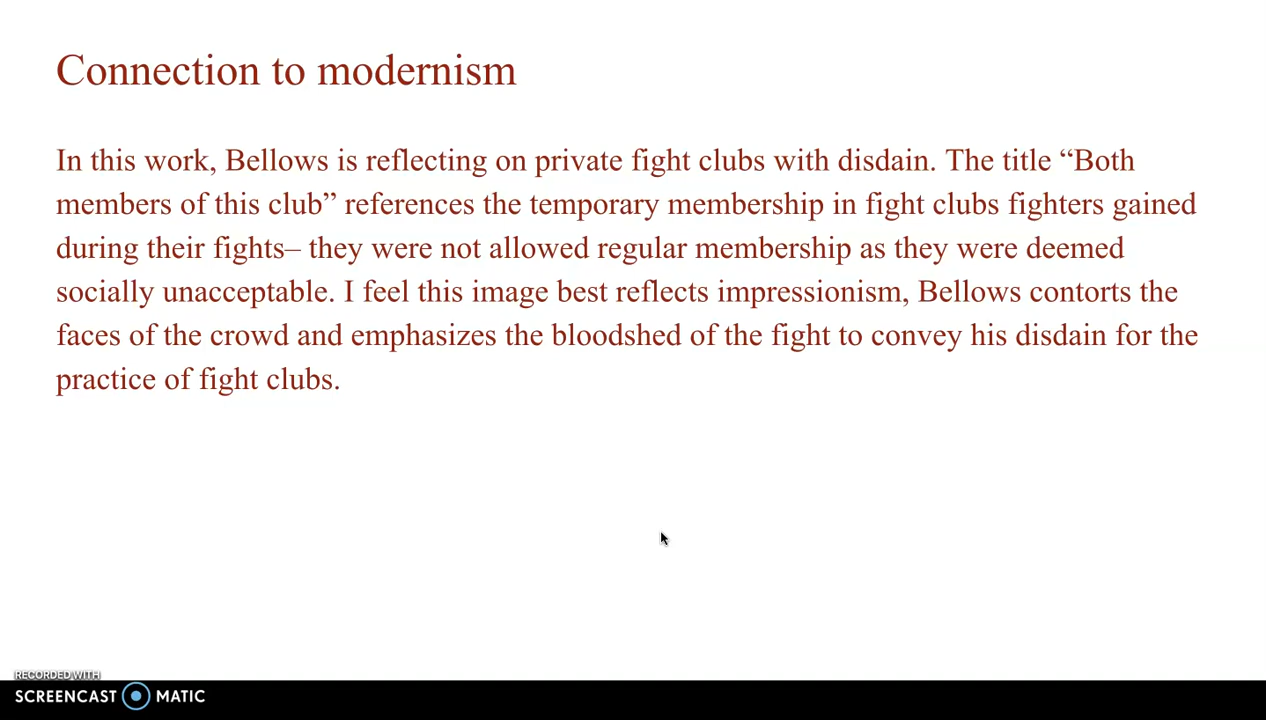 Connection to modernism
In this work, Bellows is reflecting on private fight clubs with disdain. The title “Both
members of this club” references the temporary membership in fight clubs fighters gained
during their fights– they were not allowed regular membership as they were deemed
socially unacceptable. I feel this image best reflects impressionism, Bellows contorts the
faces of the crowd and emphasizes the bloodshed of the fight to convey his disdain for the
practice of fight clubs.
RECORDED WITH
SCREENCAST MATIC